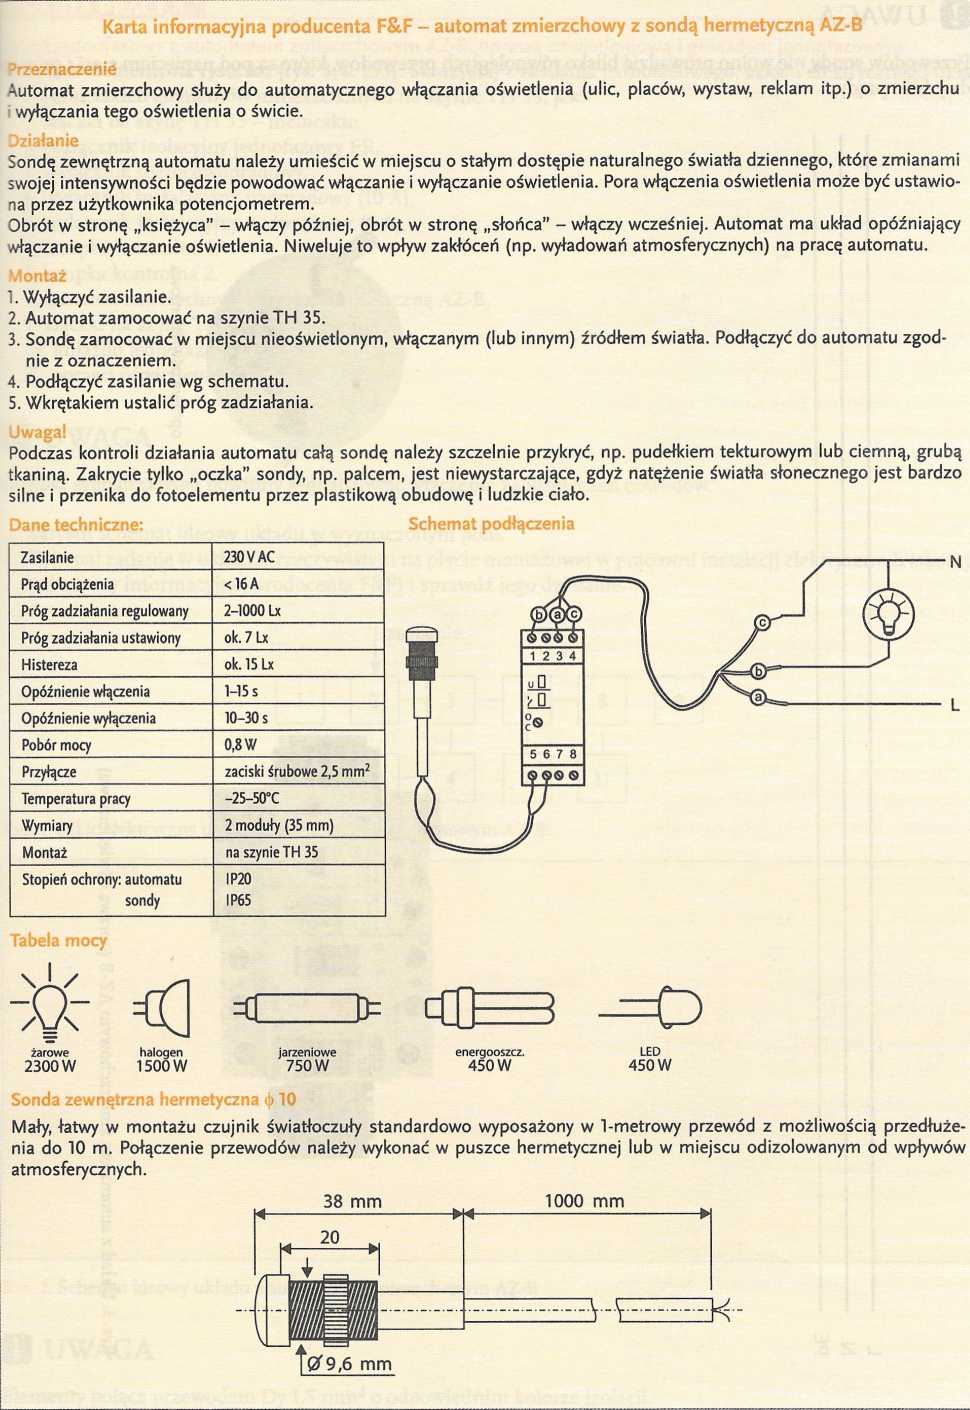 Karta informacyjna producenta F&F – automat zmierzchowy z sondą hermetyczną AZ-B
Przeznaczenie
Automat zmierzchowy służy do automatycznego włączania oświetlenia (ulic, placów, wystaw, reklam itp.) o zmierzchu
i wyłączania tego oświetlenia o świcie.
Działanie
Sondę zewnętrzną automatu należy umieścić w miejscu o stałym dostępie naturalnego światła dziennego, które zmianami
swojej intensywności będzie powodować włączanie i wyłączanie oświetlenia. Pora włączenia oświetlenia może być ustawio-
na przez użytkownika potencjometrem.
Obrót w stronę „księżyca” – włączy później, obrót w stronę „słońca” – włączy wcześniej. Automat ma układ opóźniający
włączanie i wyłączanie oświetlenia. Niweluje to wpływ zakłóceń (np. wyładowań atmosferycznych) na pracę automatu.
Montaż
1. Wyłączyć zasilanie.
2. Automat zamocować na szynie TH 35.
3. Sondę zamocować w miejscu nieoświetlonym, włączanym (lub innym) źródłem światła. Podłączyć do automatu zgod-
nie z oznaczeniem.
4. Podłączyć zasilanie wg schematu.
5. Wkrętakiem ustalić próg zadziałania.
Uwaga!
Podczas kontroli działania automatu całą sondę należy szczelnie przykryć, np. pudełkiem tekturowym lub ciemną, grubą
tkaniną. Zakrycie tylko „oczka” sondy, np. palcem, jest niewystarczające, gdyż natężenie światła słonecznego jest bardzo
silne i przenika do fotoelementu przez plastikową obudowę i ludzkie ciało.
Dane techniczne:
Zasilanie 230 V AC
Prąd obciążenia < 16 A
Próg zadziałania regulowany 2–1000 Lx
Próg zadziałania ustawiony ok. 7 Lx
Histereza ok. 15 Lx
Opóźnienie włączenia 1–15 s
Opóźnienie wyłączenia 10–30 s
Pobór mocy 0,8 W
Przyłącze zaciski śrubowe 2,5 mm²
Temperatura pracy –25–50°C
Wymiary 2 moduły (35 mm)
Montaż na szynie TH 35
Stopień ochrony: automatu IP20
sondy IP65
Schemat podłączenia
N
b a c
c
1 2 3 4
b
U
a
L
5 6 7 8
Tabela mocy
żarowe
2300 W
halogen
1500 W
jarzeniowe
750 W
energooszcz.
450 W
LED
450 W
Sonda zewnętrzna hermetyczna ϕ 10
Mały, łatwy w montażu czujnik światłoczuły standardowo wyposażony w 1-metrowy przewód z możliwością przedłuże-
nia do 10 m. Połączenie przewodów należy wykonać w puszce hermetycznej lub w miejscu odizolowanym od wpływów
atmosferycznych.
38 mm
1000 mm
20
Ø 9,6 mm